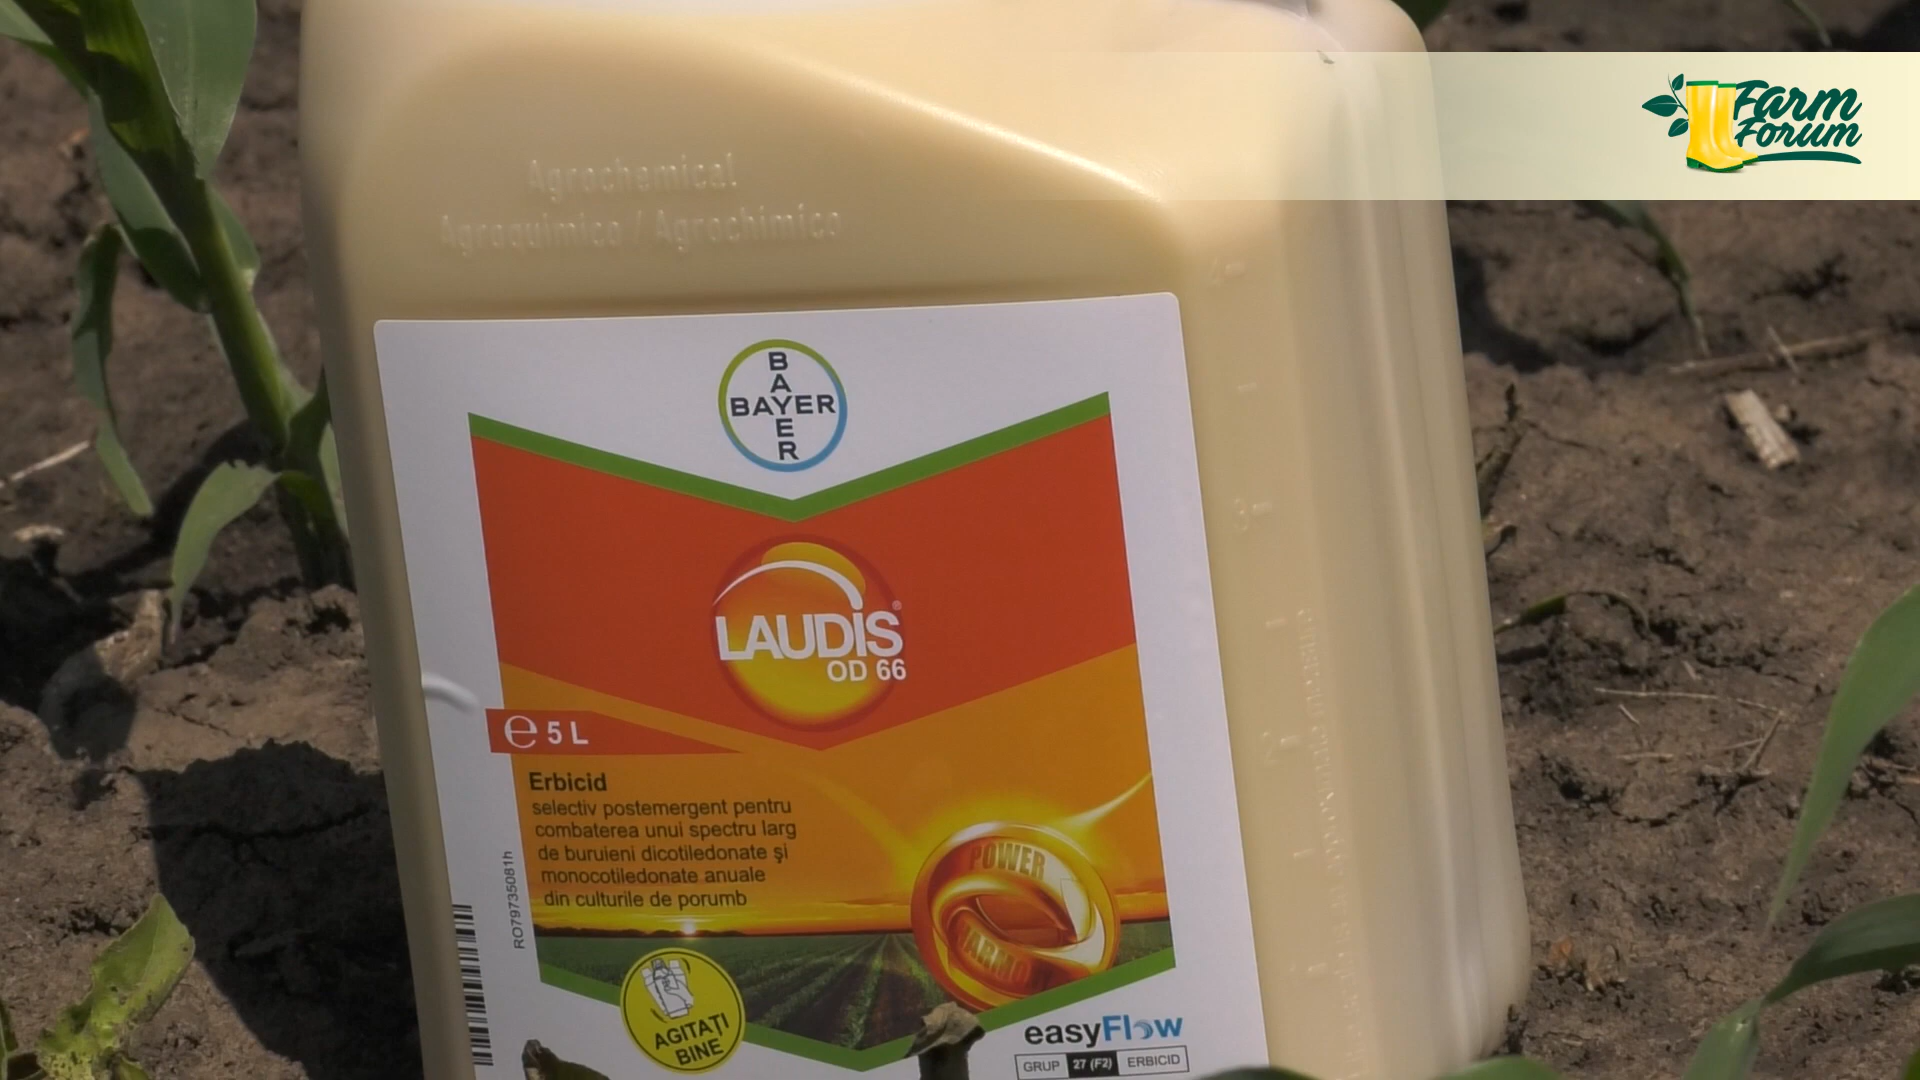 Farm
Forum
Agrochemical
Agroquimico / Agrochimico
BAYER
BAYER
LAUDIS®
OD 66
e 5 L
Erbicid
selectiv postemergent pentru
combaterea unui spectru larg
de buruieni dicotiledonate şi
monocotiledonate anuale
din culturile de porumb
RO79735081h
POWER
AGITAŢI
BINE
easyFlow
GRUP 27 (F2) ERBICID